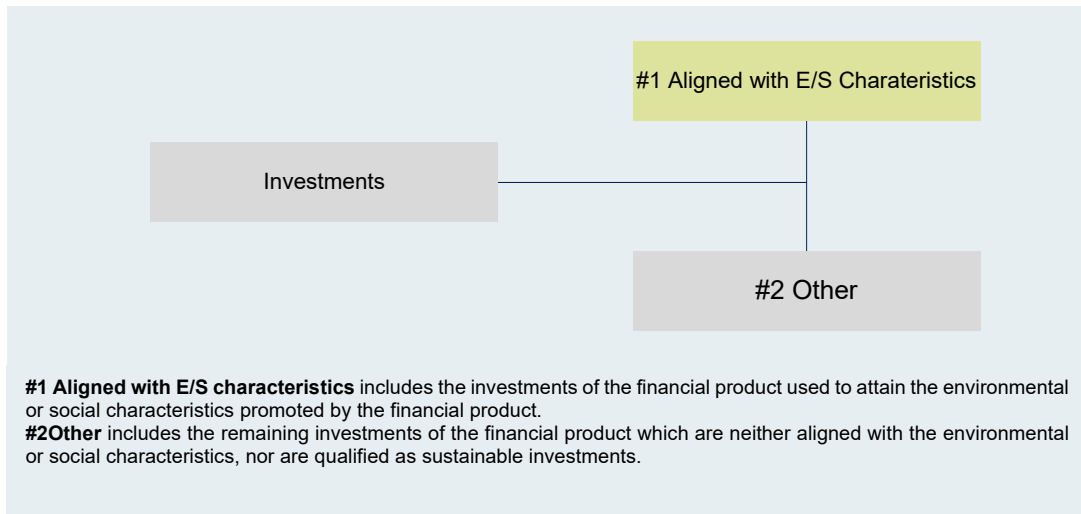 #1 Aligned with E/S Charateristics
Investments
#2 Other
#1 Aligned with E/S characteristics includes the investments of the financial product used to attain the environmental
or social characteristics promoted by the financial product.
#2Other includes the remaining investments of the financial product which are neither aligned with the environmental
or social characteristics, nor are qualified as sustainable investments.